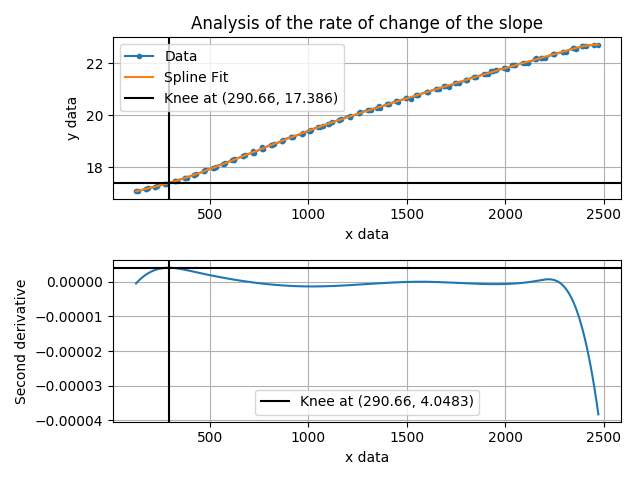 Analysis of the rate of change of the slope
22
20
18
y data
Data
Spline Fit
Knee at (290.66, 17.386)
500 1000 1500 2000 2500
x data
0.00000
−0.00001
−0.00002
−0.00003
−0.00004
Second derivative
Knee at (290.66, 4.0483)
500 1000 1500 2000 2500
x data